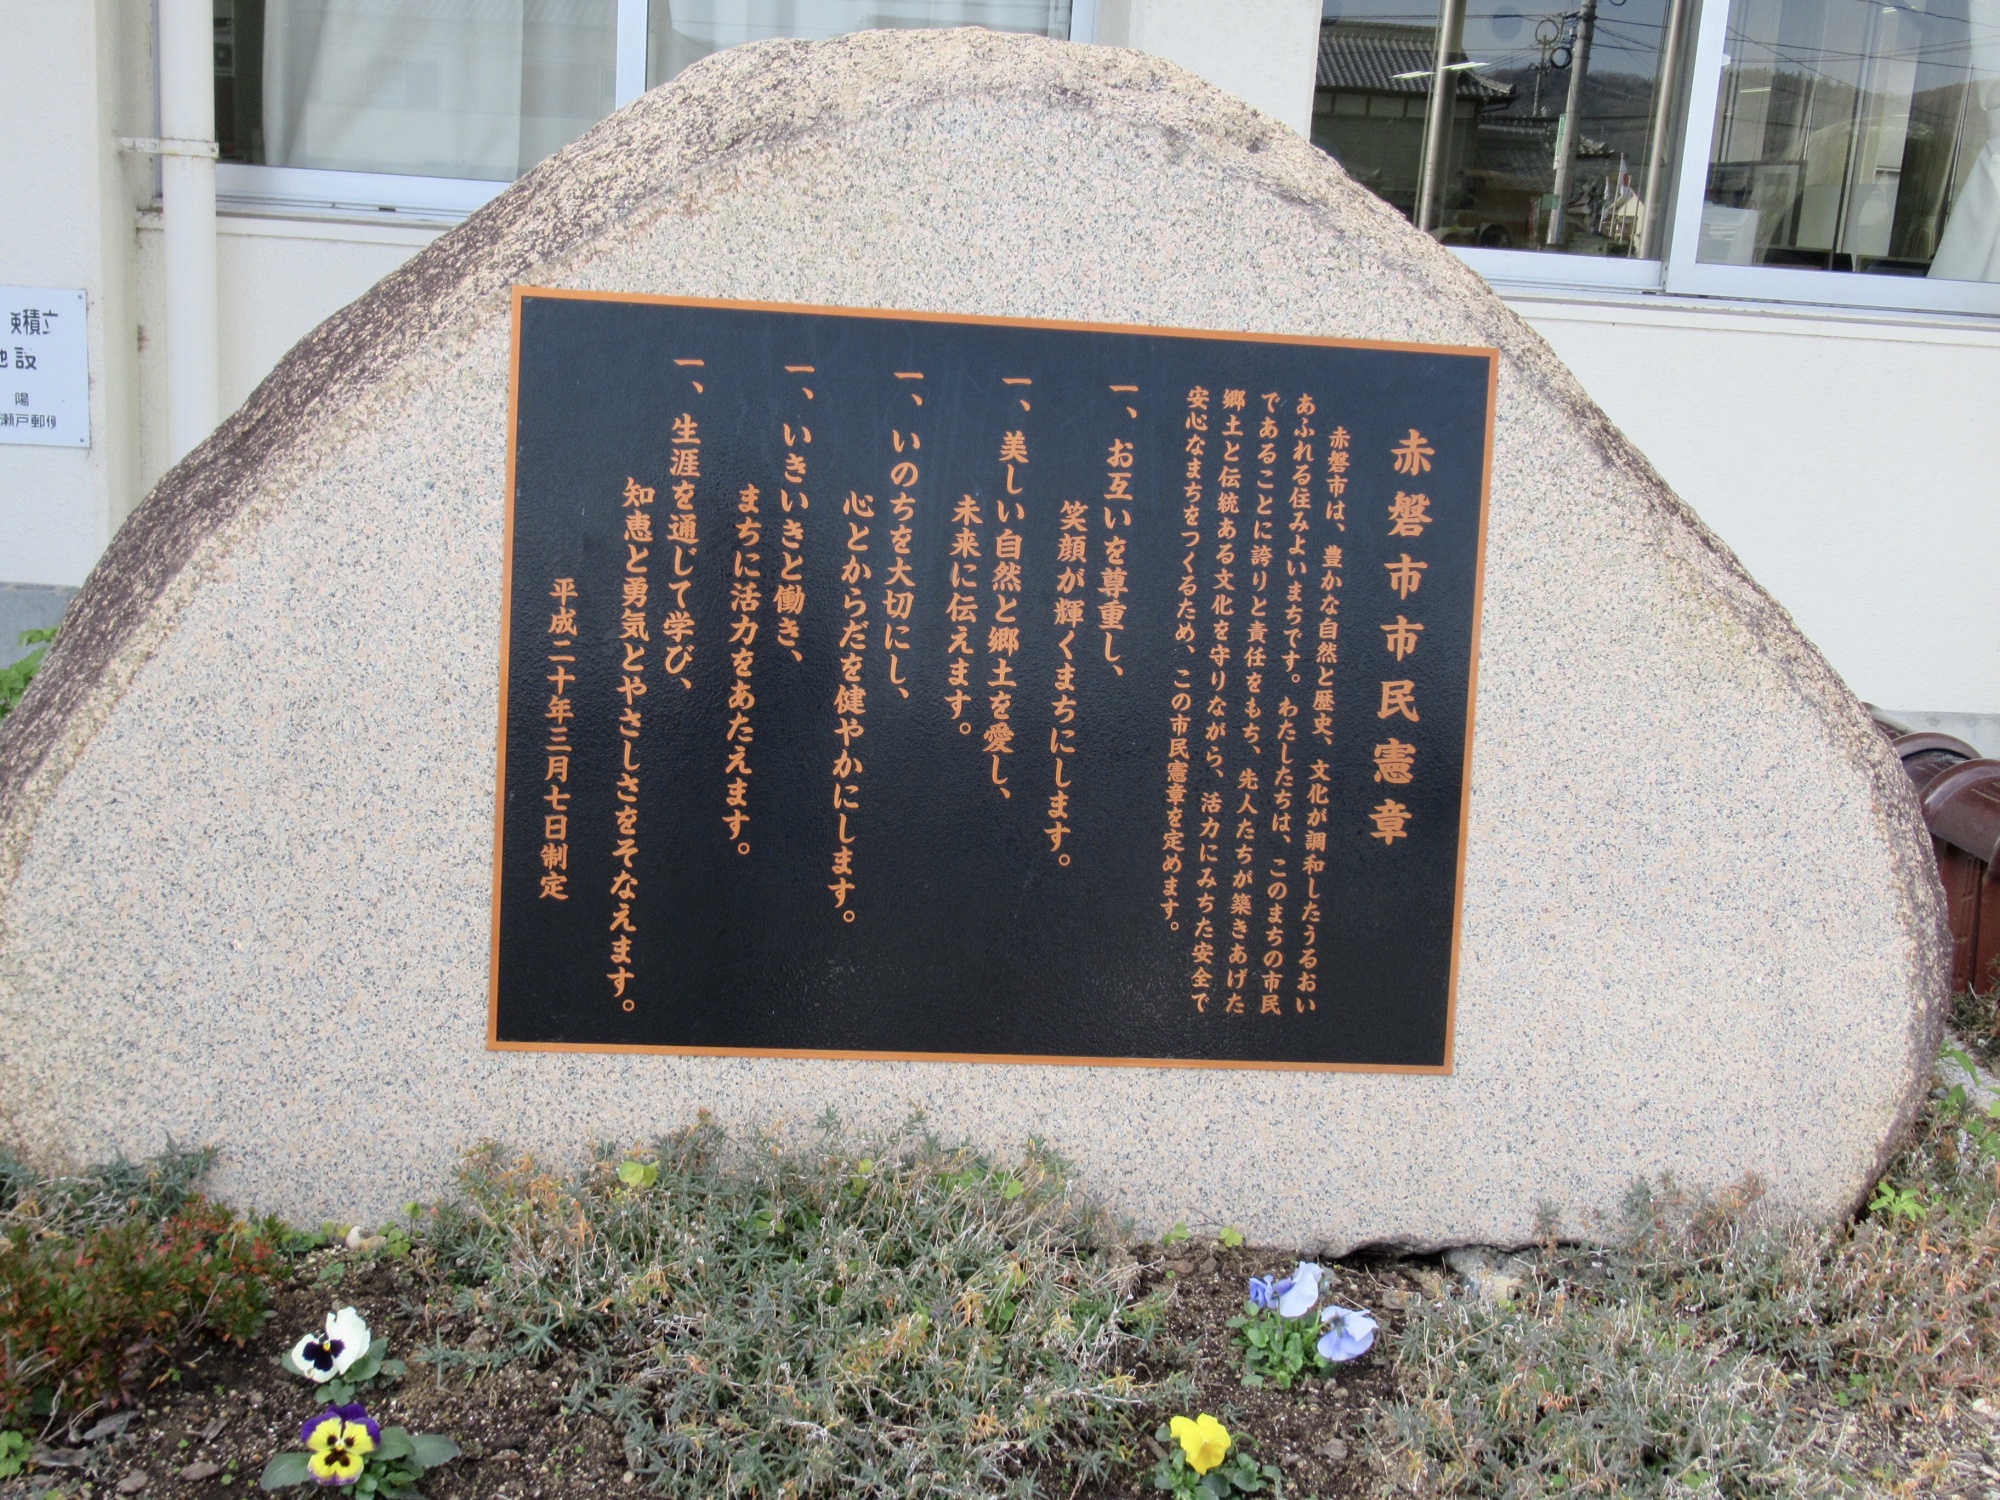 赤磐市市民憲章
赤磐市は、豊かな自然と歴史、文化が調和したうるおい
あふれる住みよいまちです。わたしたちは、このまちの市民
であることに誇りと責任をもち、先人たちが築きあげた
郷土と伝統ある文化を守りながら、活力にみちた安全で
安心なまちをつくるため、この市民憲章を定めます。
一、お互いを尊重し、
笑顔が輝くまちにします。
一、美しい自然と郷土を愛し、
未来に伝えます。
一、いのちを大切にし、
心とからだを健やかにします。
一、いきいきと働き、
まちに活力をあたえます。
一、生涯を通じて学び、
知恵と勇気とやさしさをそなえます。
平成二十年三月七日制定
積立
設
陽
瀬戸郵